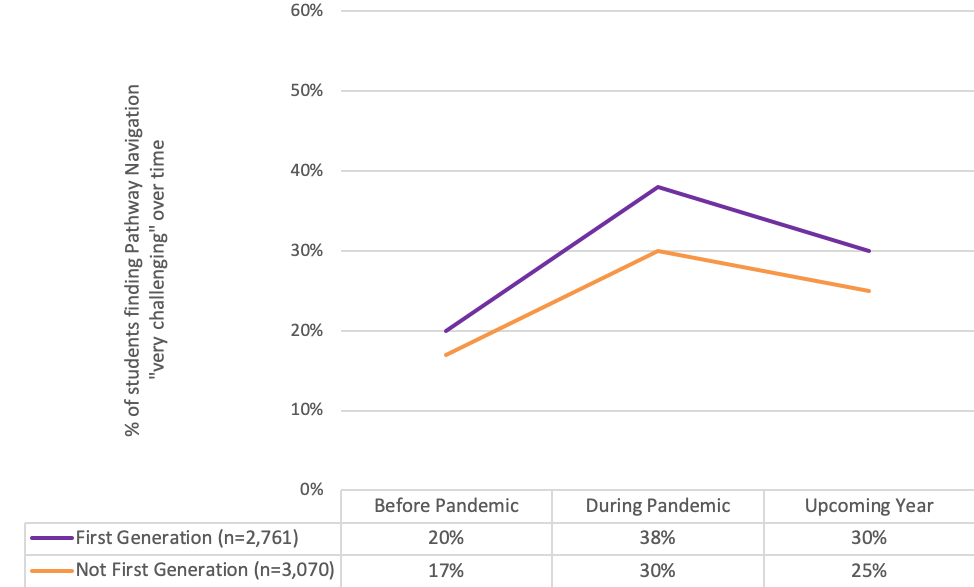 60%
50%
40%
30%
20%
10%
0%
% of students finding Pathway Navigation
"very challenging" over time
Before Pandemic During Pandemic Upcoming Year
First Generation (n=2,761) 20% 38% 30%
Not First Generation (n=3,070) 17% 30% 25%